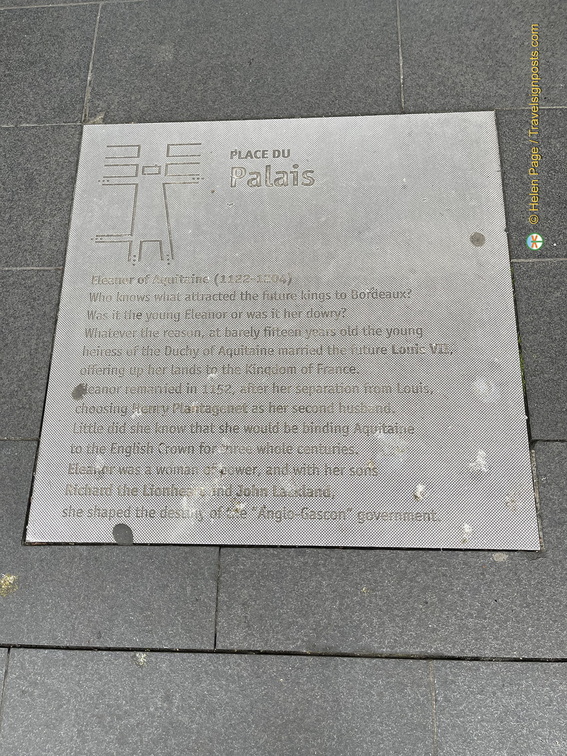 PLACE DU
Palais
Eleanor of Aquitaine (1122-1204)
Who knows what attracted the future kings to Bordeaux?
Was it the young Eleanor or was it her dowry?
Whatever the reason, at barely fifteen years old the young
heiress of the Duchy of Aquitaine married the future Louis VII,
offering up her lands to the Kingdom of France.
Eleanor remarried in 1152, after her separation from Louis,
choosing Henry Plantagenet as her second husband.
Little did she know that she would be binding Aquitaine
to the English Crown for three whole centuries.
Eleanor was a woman of power, and with her sons
Richard the Lionheart and John Lackland,
she shaped the destiny of the "Anglo-Gascon" government.
© Helen Page / Travelsignposts.com